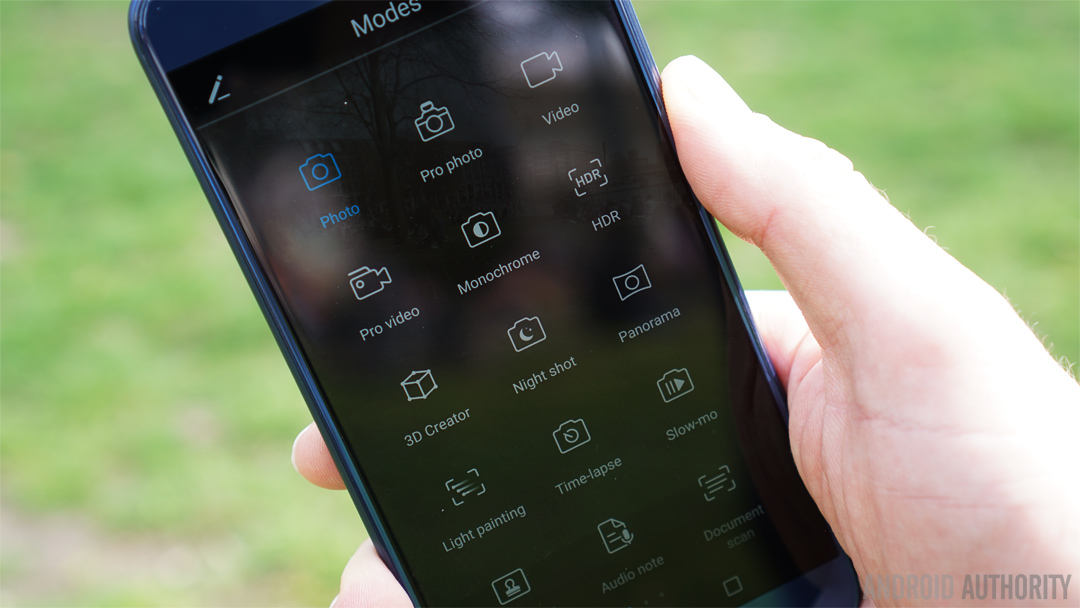 Modes
Photo
Pro photo
Video
Pro video
Monochrome
HDR
HDR
3D Creator
Night shot
Panorama
Light painting
Time-lapse
Slow-mo
Audio note
Document
scan
ANDROID AUTHORITY